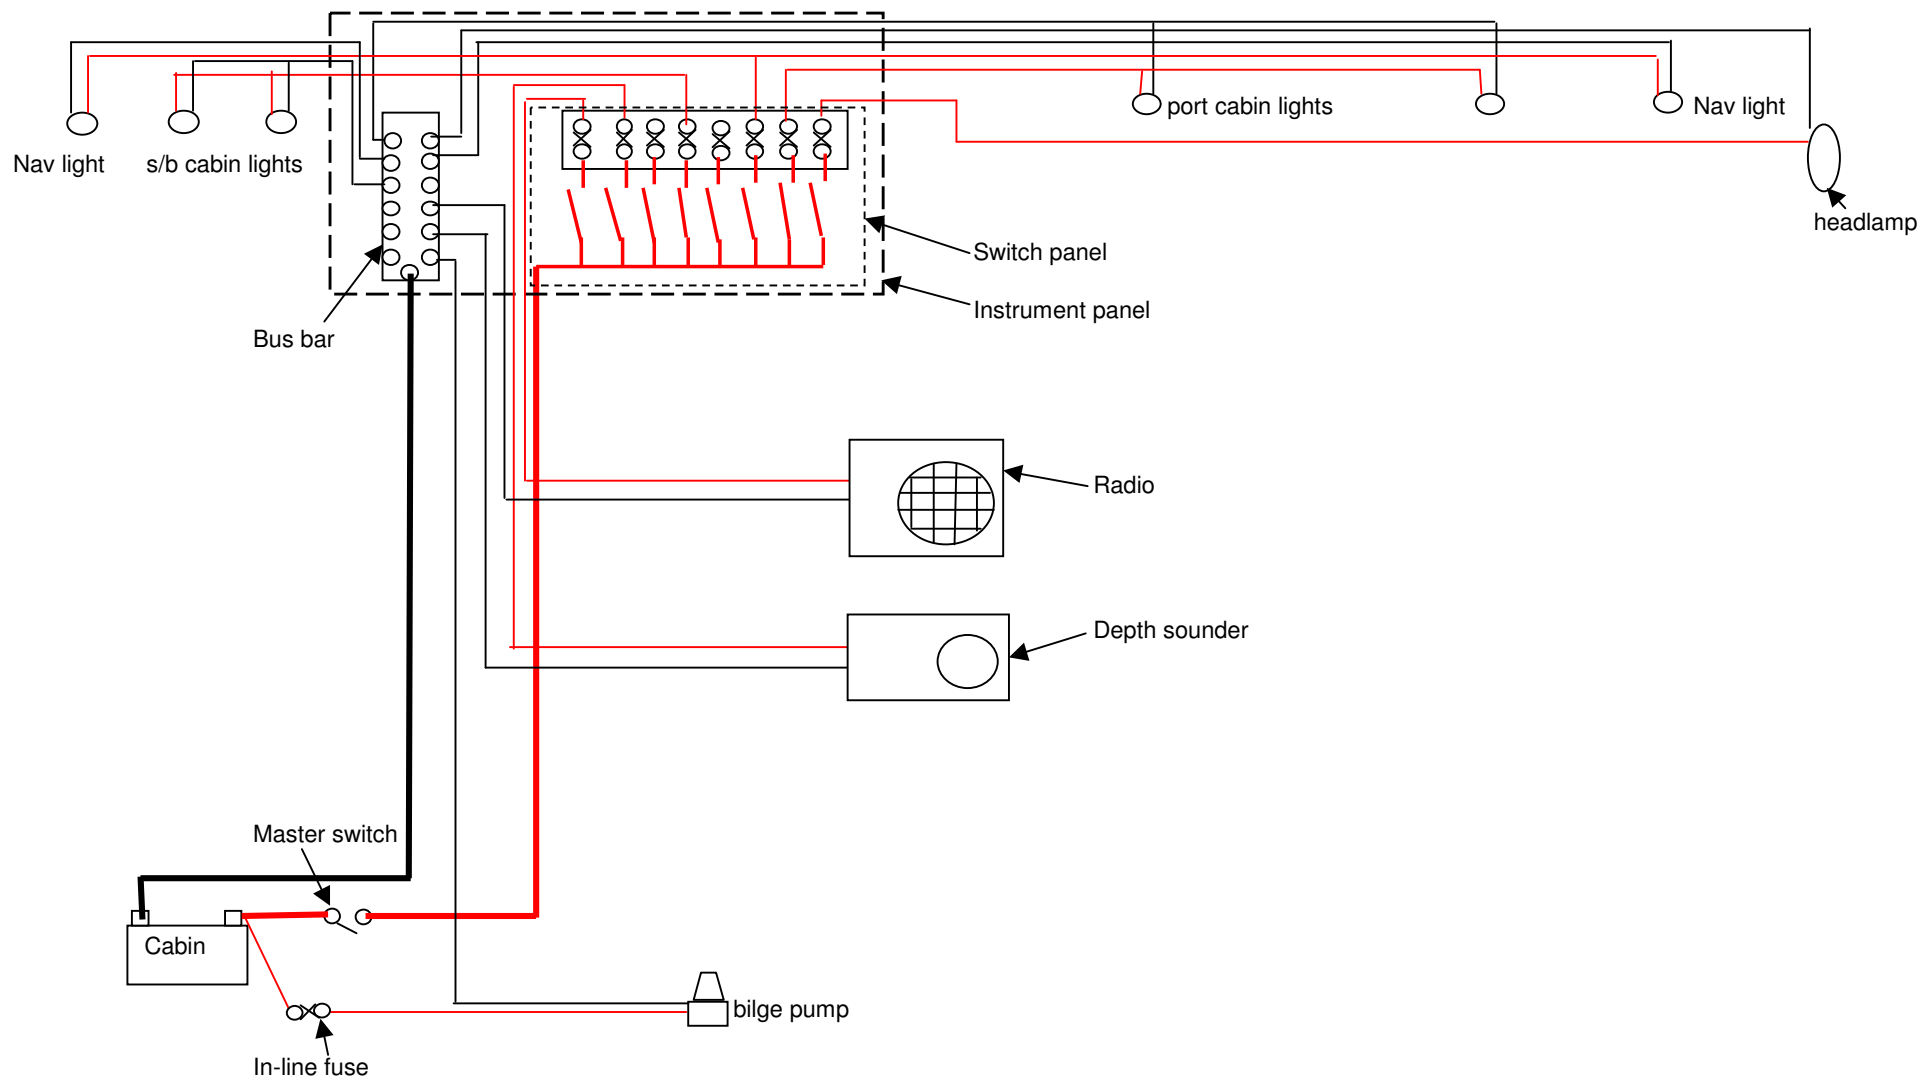 port cabin lights
Nav light
Nav light
s/b cabin lights
headlamp
Switch panel
Instrument panel
Bus bar
Radio
Depth sounder
Master switch
Cabin
bilge pump
In-line fuse